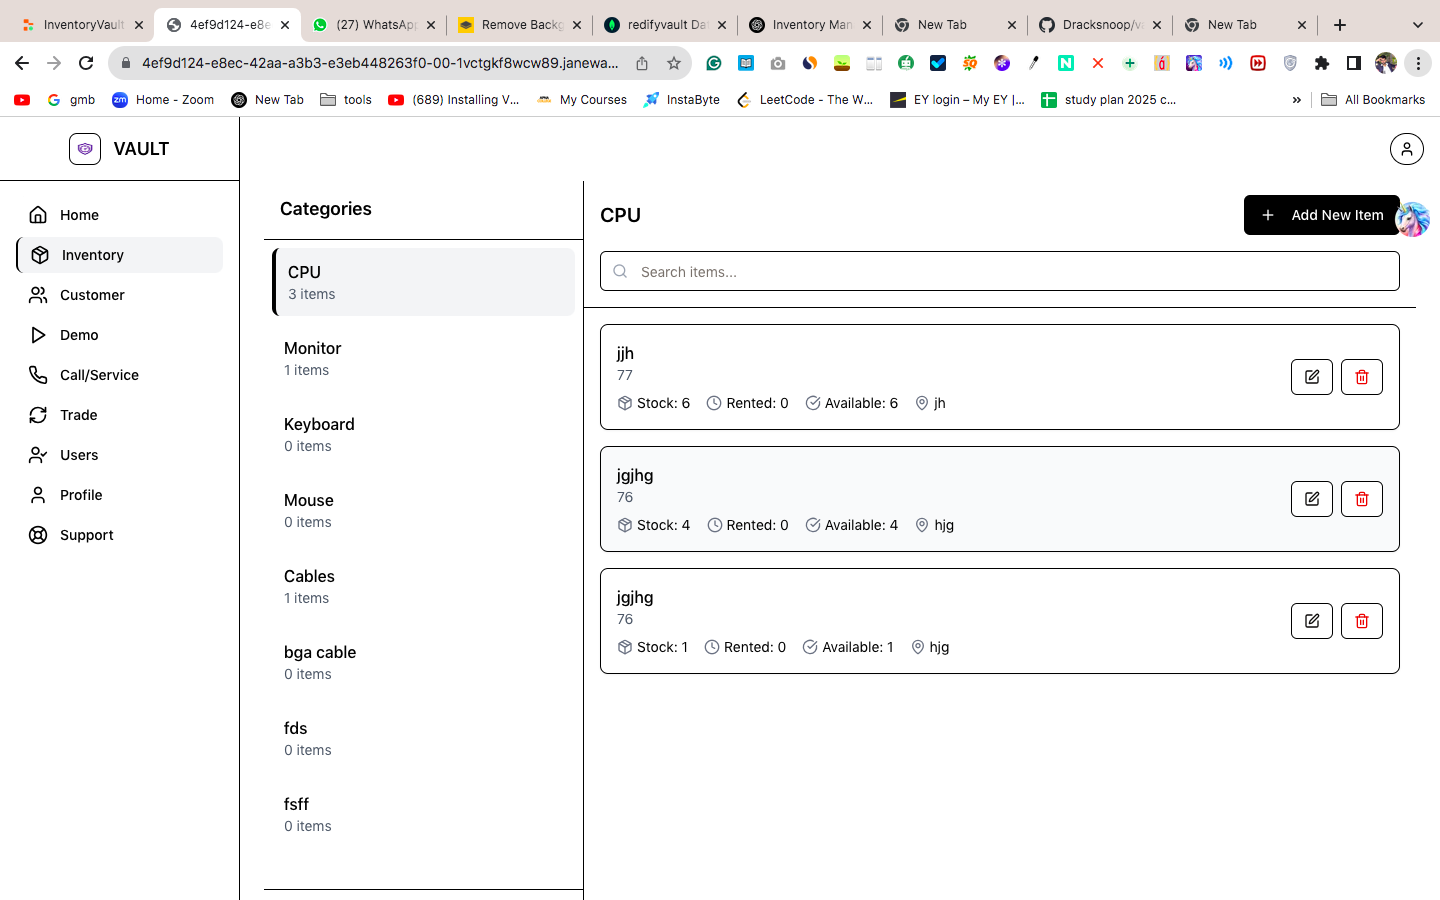 InventoryVault
4ef9d124-e8e
(27) WhatsApp
Remove Backg
redifyvault Dat
Inventory Man
New Tab
Dracksnoop/va
New Tab
4ef9d124-e8ec-42aa-a3b3-e3eb448263f0-00-1vctgkf8wcw89.janewa...
gmb
Home - Zoom
New Tab
tools
(689) Installing V...
My Courses
InstaByte
LeetCode - The W...
EY login – My EY |...
study plan 2025 c...
»
All Bookmarks
VAULT
Home
Inventory
Customer
Demo
Call/Service
Trade
Users
Profile
Support
Categories
CPU
3 items
Monitor
1 items
Keyboard
0 items
Mouse
0 items
Cables
1 items
bga cable
0 items
fds
0 items
fsff
0 items
CPU
Add New Item
Search items...
jjh
77
Stock: 6 Rented: 0 Available: 6 jh
jgjhg
76
Stock: 4 Rented: 0 Available: 4 hjg
jgjhg
76
Stock: 1 Rented: 0 Available: 1 hjg